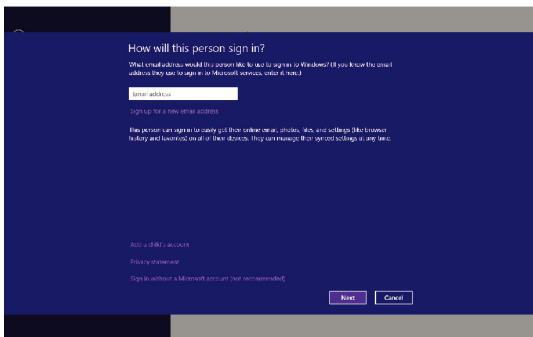 How will this person sign in?
What email address would this person like to use to sign in to Windows? (If you know the email
address they use to sign in to Microsoft services, enter it here.)
Email address
Sign up for a new email address
This person can sign in to easily get their online email, photos, files, and settings (like browser
history and favorites) on all of their devices. They can manage their synced settings at any time.
Add a child's account
Privacy statement
Sign in without a Microsoft account (not recommended)
Next Cancel